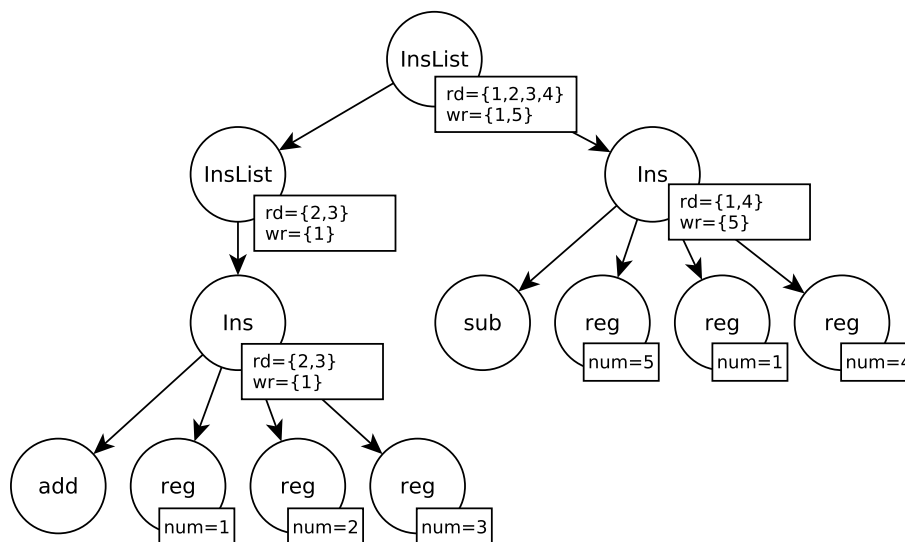 InsList
rd={1,2,3,4}
wr={1,5}
InsList
rd={2,3}
wr={1}
Ins
rd={1,4}
wr={5}
Ins
rd={2,3}
wr={1}
sub
reg
num=5
reg
num=1
reg
num=4
add
reg
num=1
reg
num=2
reg
num=3